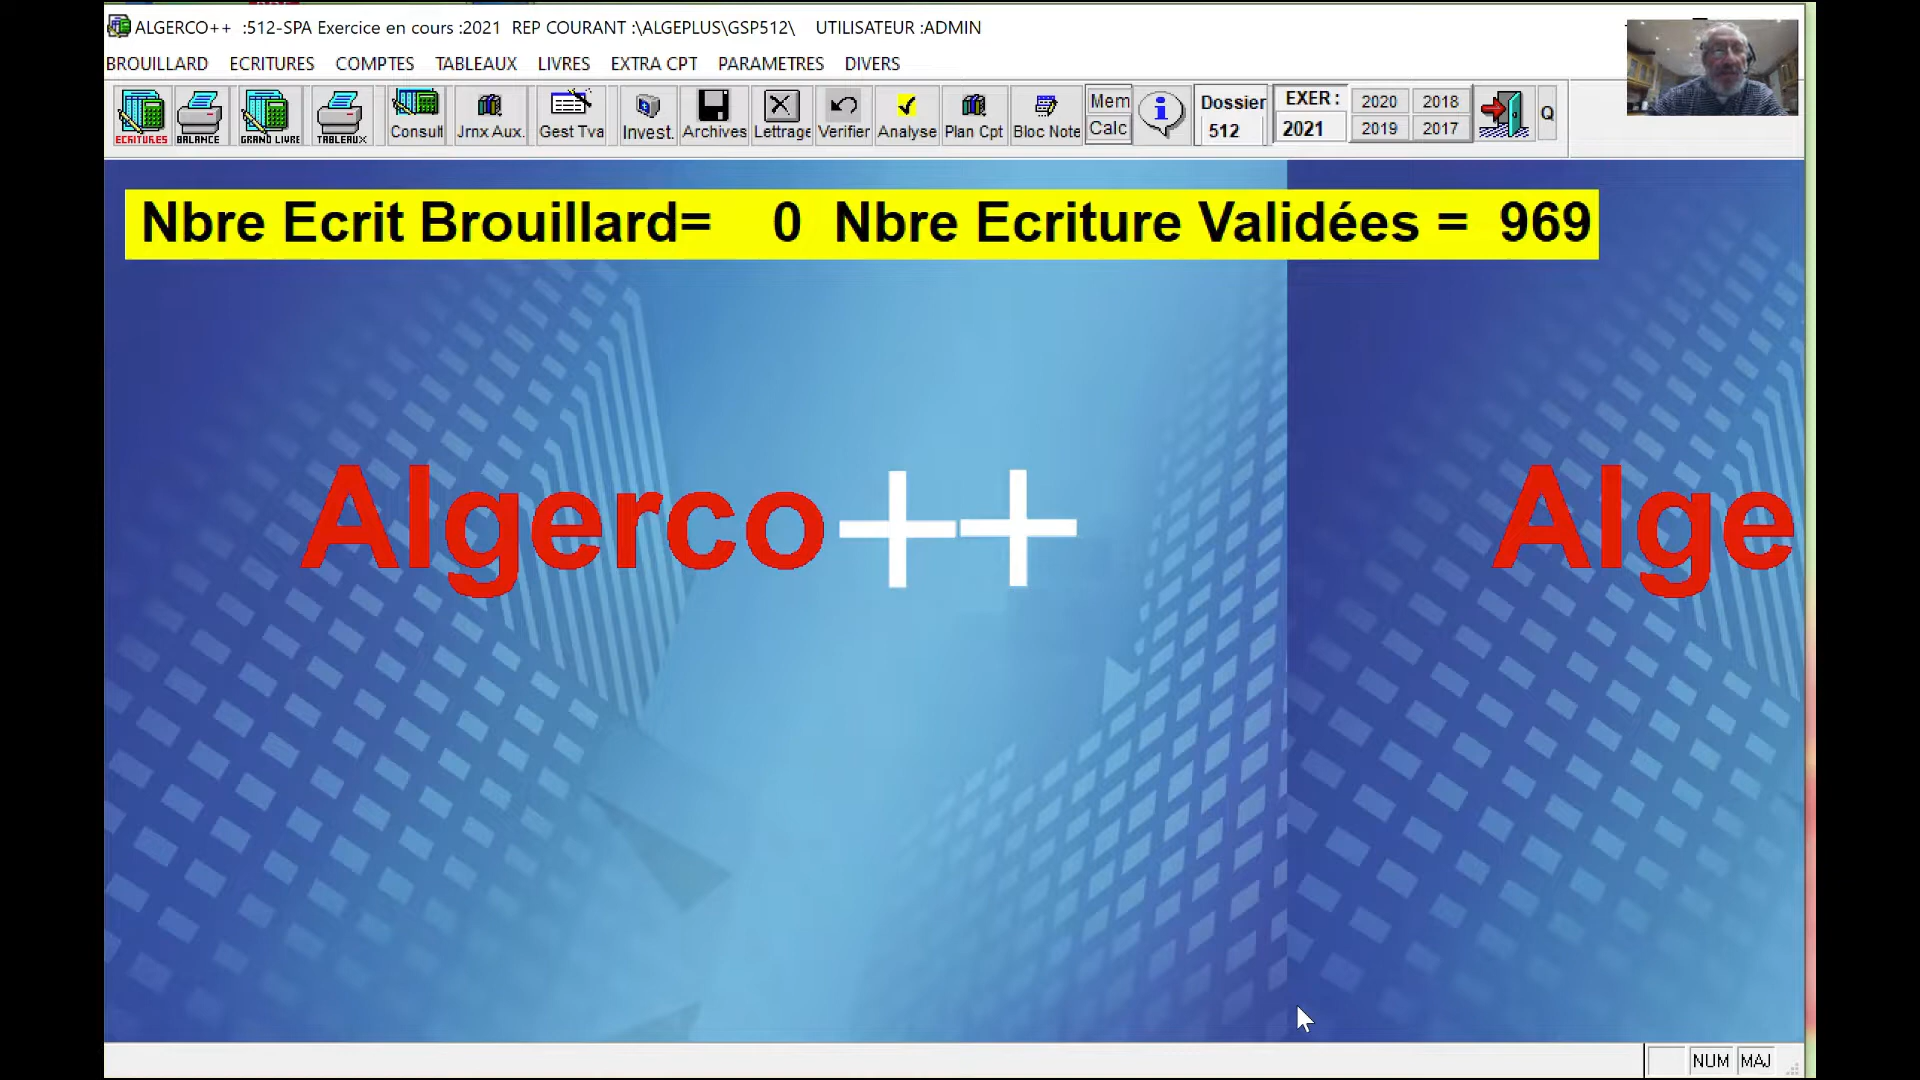 ALGERCO++ :512-SPA Exercice en cours :2021 REP COURANT :\ALGEPLUS\GSP512\ UTILISATEUR :ADMIN
BROUILLARD ECRITURES COMPTES TABLEAUX LIVRES EXTRA CPT PARAMETRES DIVERS
ECRITURES BALANCE GRAND LIVRE TABLEAUX Consult Jrnx Aux. Gest Tva Invest. Archives Lettrage Verifier Analyse Plan Cpt Bloc Note Mem Calc Dossier 512 EXER : 2021 2020 2018 2019 2017 Q
Nbre Ecrit Brouillard= 0 Nbre Ecriture Validées = 969
Algerco++ Alge
NUM MAJ